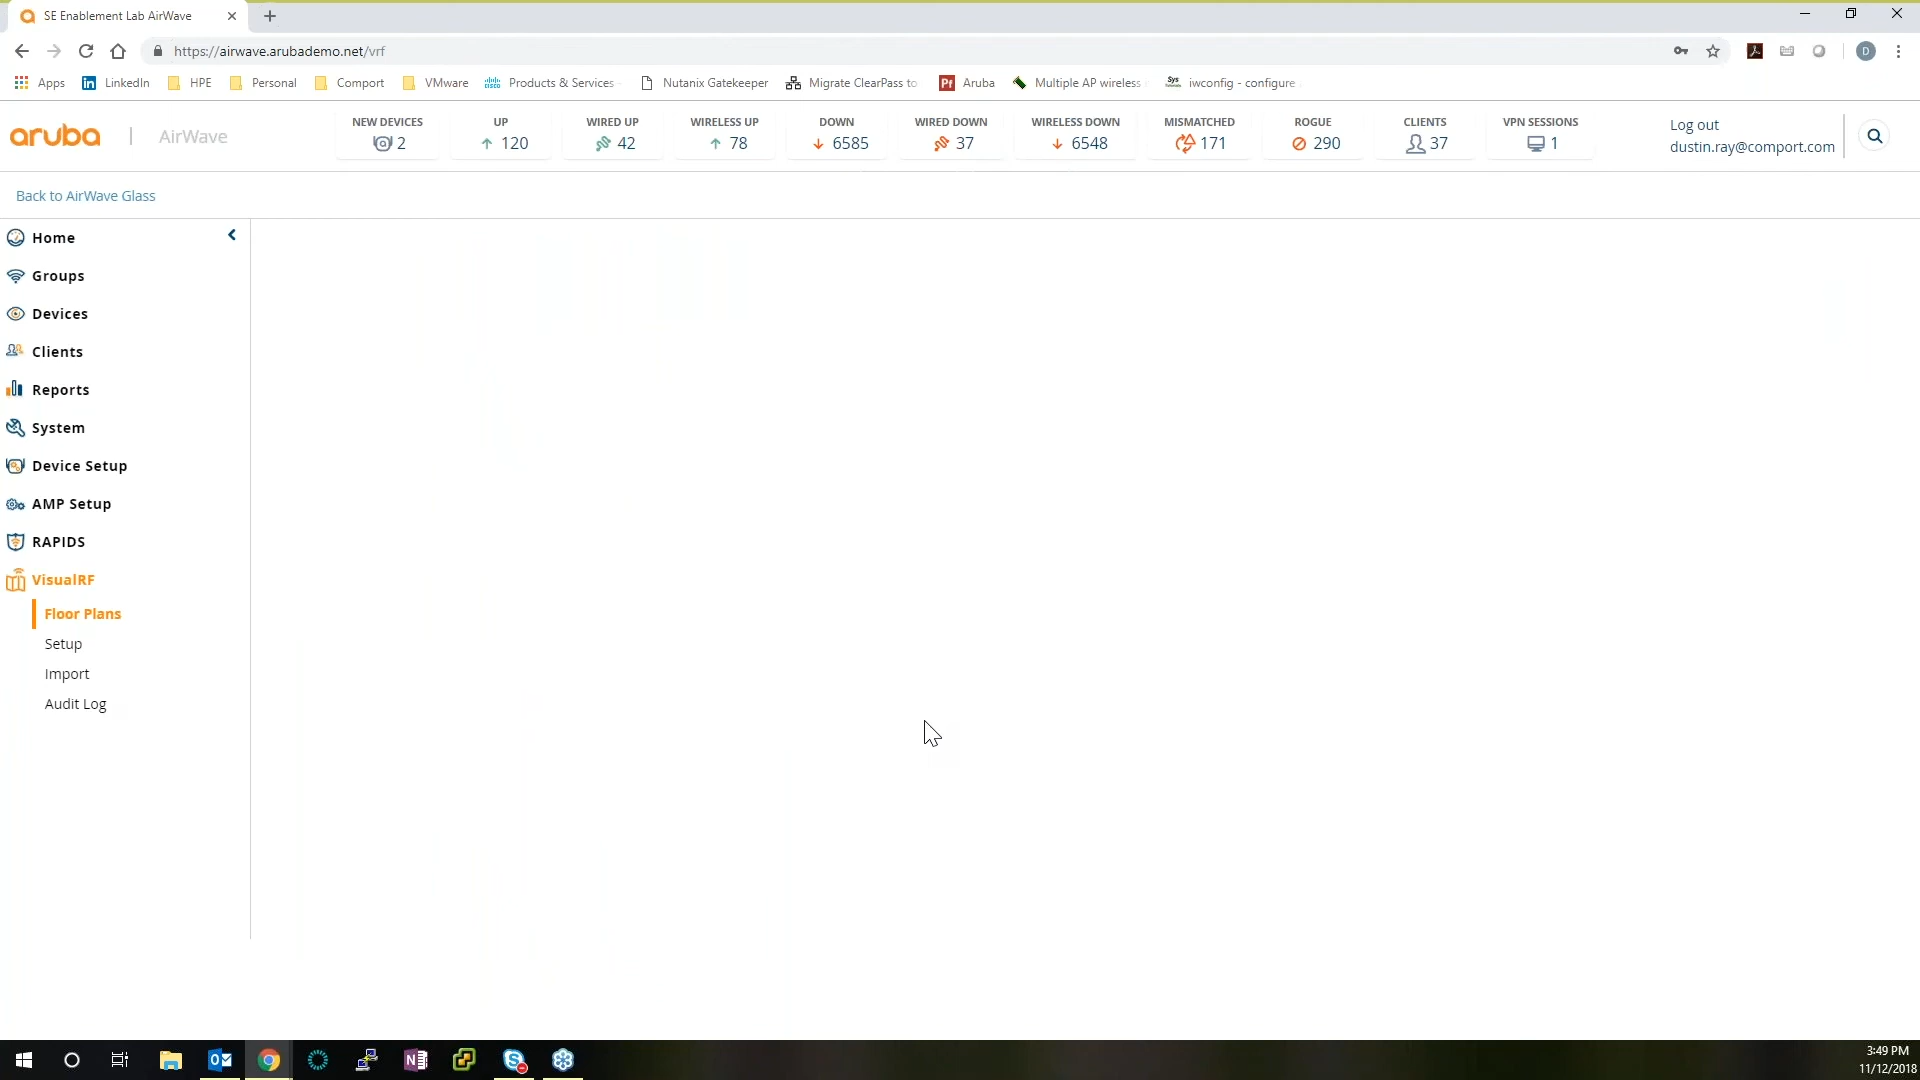 SE Enablement Lab AirWave
https://airwave.arubademo.net/vrf
D
Apps LinkedIn HPE Personal Comport VMware Products & Services Nutanix Gatekeeper Migrate ClearPass to Aruba Multiple AP wireless iwconfig - configure
aruba | AirWave
NEW DEVICES UP WIRED UP WIRELESS UP DOWN WIRED DOWN WIRELESS DOWN MISMATCHED ROGUE CLIENTS VPN SESSIONS
2 120 42 78 6585 37 6548 171 290 37 1
Log out
dustin.ray@comport.com
Back to AirWave Glass
Home
Groups
Devices
Clients
Reports
System
Device Setup
AMP Setup
RAPIDS
VisualRF
Floor Plans
Setup
Import
Audit Log
3:49 PM
11/12/2018